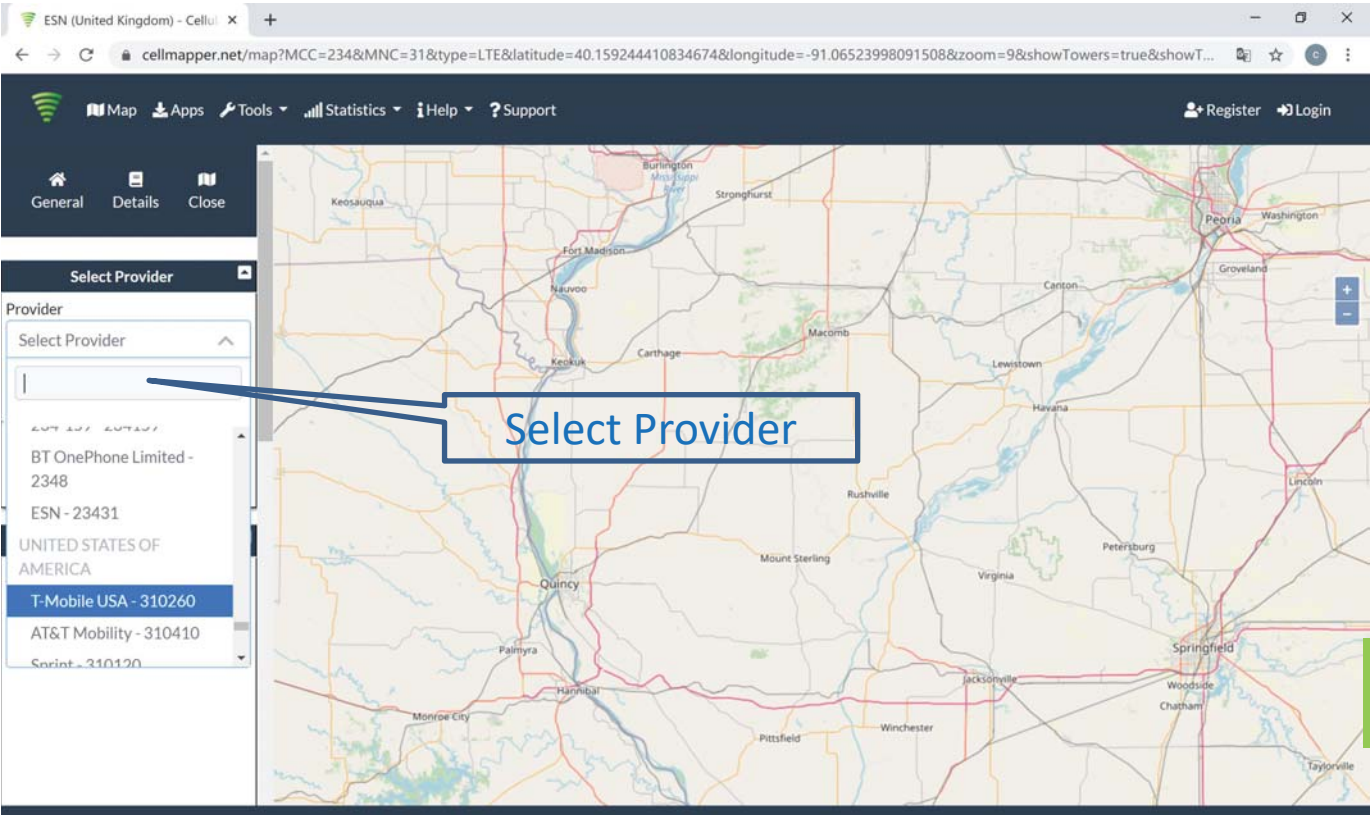 ESN (United Kingdom) - Cellul
cellmapper.net/map?MCC=234&MNC=31&type=LTE&latitude=40.159244410834674&longitude=-91.06523998091508&zoom=9&showTowers=true&showT...
Map Apps Tools Statistics Help ? Support Register Login
General Details Close
Select Provider
Provider
Select Provider
BT OnePhone Limited -
2348
ESN - 23431
UNITED STATES OF
AMERICA
T-Mobile USA - 310260
AT&T Mobility - 310410
Sprint - 310120
Select Provider
Burlington
Mississippi
River
Stronghurst
Keosauqua
Peoria
Washington
Fort Madison
Groveland
Nauvoo
Canton
Macomb
Carthage
Keokuk
Lewistown
Havana
Lincoln
Rushville
Petersburg
Mount Sterling
Virginia
Quincy
Palmyra
Springfield
Jacksonville
Woodside
Hannibal
Chatham
Monroe City
Winchester
Pittsfield
Taylorville